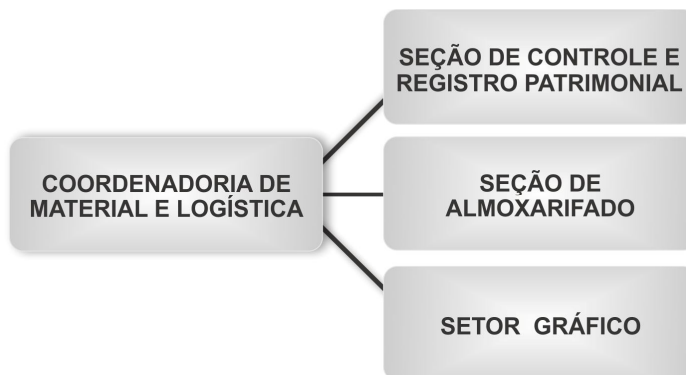 COORDENADORIA DE
MATERIAL E LOGÍSTICA
SEÇÃO DE CONTROLE E
REGISTRO PATRIMONIAL
SEÇÃO DE
ALMOXARIFADO
SETOR GRÁFICO